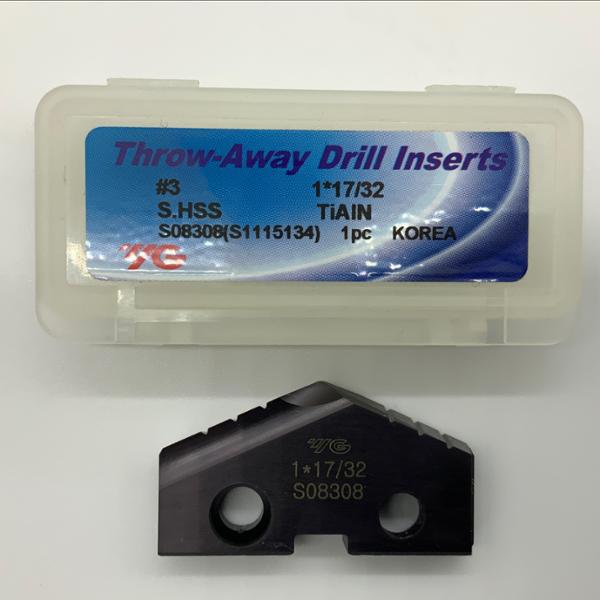 Throw-Away Drill Inserts
#3 1*17/32
S.HSS TiAIN
S08308(S1115134) 1pc KOREA
YG
YG
1*17/32
S08308